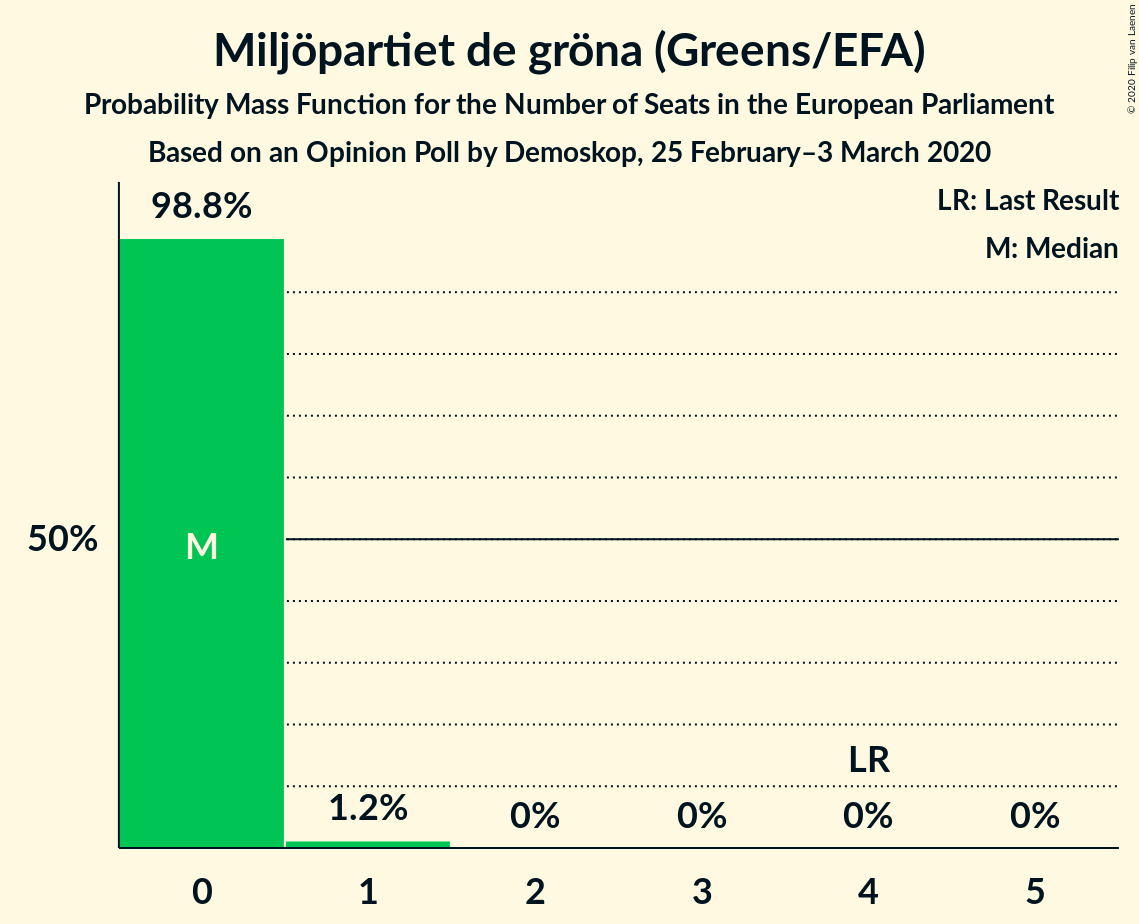 Miljöpartiet de gröna (Greens/EFA)
Probability Mass Function for the Number of Seats in the European Parliament
Based on an Opinion Poll by Demoskop, 25 February–3 March 2020
© 2020 Filip van Laenen
LR: Last Result
M: Median
98.8%
50%
M
LR
1.2%
0%
0%
0%
0%
0
1
2
3
4
5